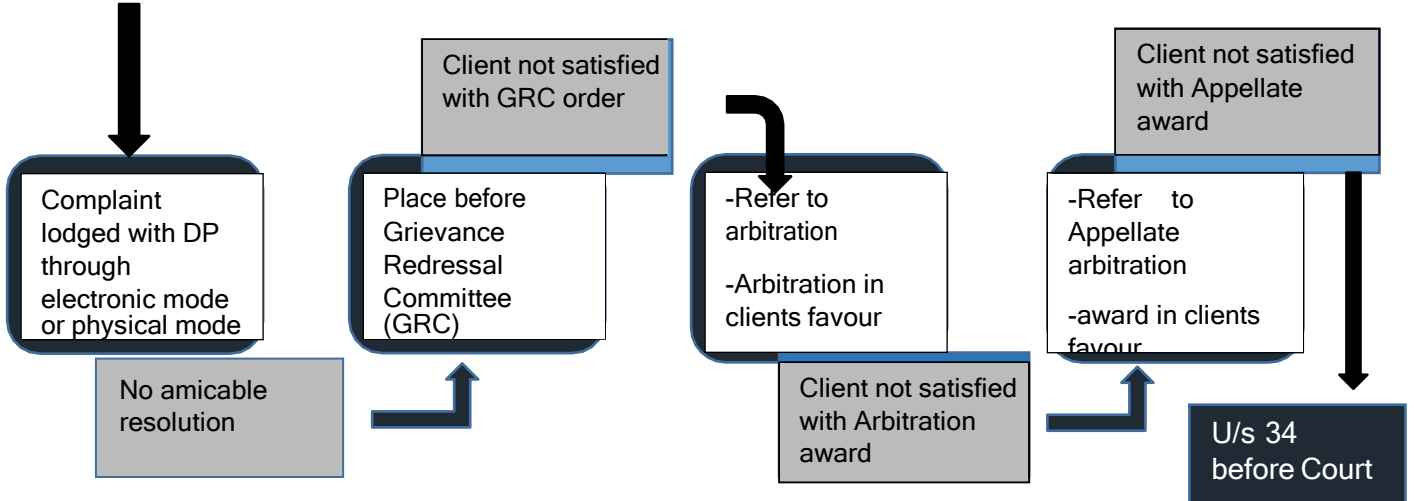 Complaint
lodged with DP
through
electronic mode
or physical mode
No amicable
resolution
Place before
Grievance
Redressal
Committee
(GRC)
Client not satisfied
with GRC order
-Refer to
arbitration
-Arbitration in
clients favour
Client not satisfied
with Arbitration
award
-Refer to
Appellate
arbitration
-award in clients
favour
Client not satisfied
with Appellate
award
U/s 34
before Court